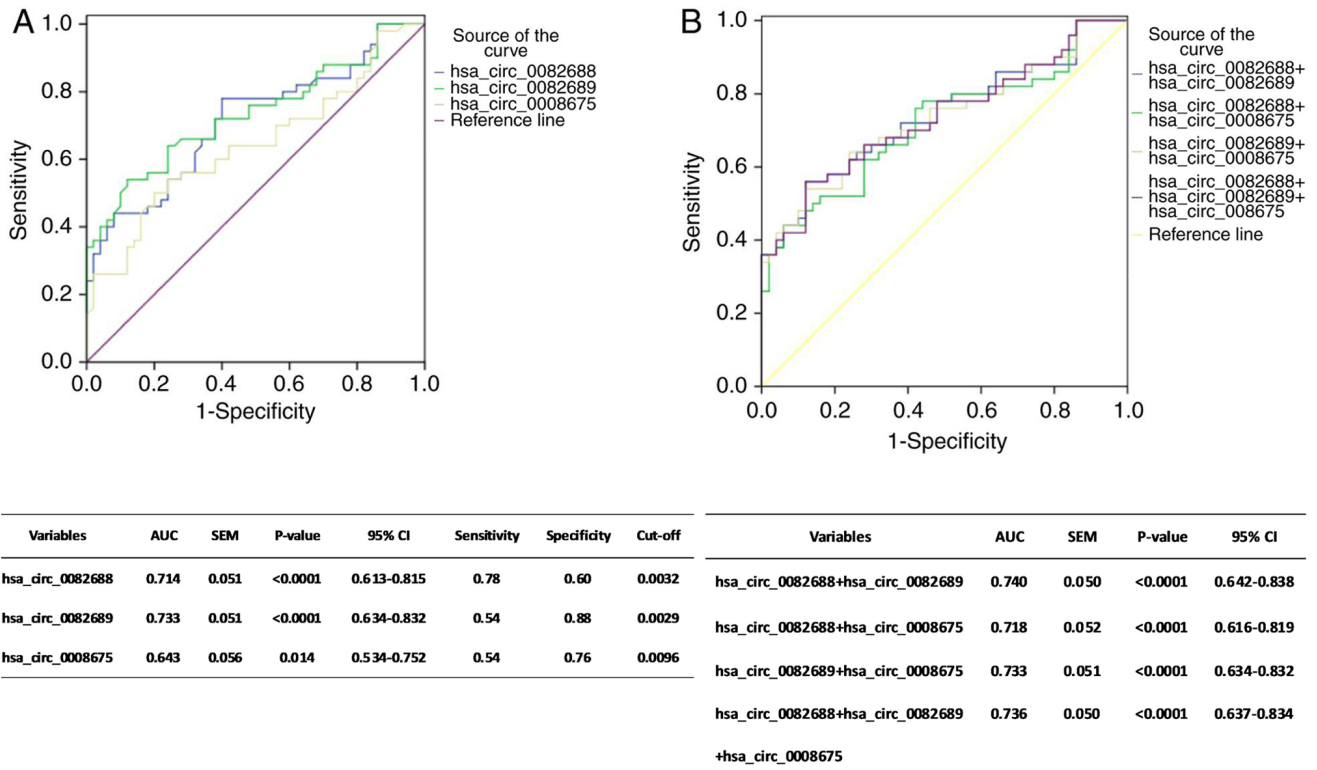 A
1.0
0.8
0.6
0.4
0.2
0.0
Sensitivity
0.0 0.2 0.4 0.6 0.8 1.0
1-Specificity
Source of the
curve
hsa_circ_0082688
hsa_circ_0082689
hsa_circ_0008675
Reference line
B
1.0
0.8
0.6
0.4
0.2
0.0
Sensitivity
0.0 0.2 0.4 0.6 0.8 1.0
1-Specificity
Source of the
curve
hsa_circ_0082688+
hsa_circ_0082689
hsa_circ_0082688+
hsa_circ_0008675
hsa_circ_0082689+
hsa_circ_0008675
hsa_circ_0082688+
hsa_circ_0082689+
hsa_circ_008675
Reference line
Variables AUC SEM P-value 95% CI Sensitivity Specificity Cut-off
hsa_circ_0082688 0.714 0.051 <0.0001 0.613-0.815 0.78 0.60 0.0032
hsa_circ_0082689 0.733 0.051 <0.0001 0.634-0.832 0.54 0.88 0.0029
hsa_circ_0008675 0.643 0.056 0.014 0.534-0.752 0.54 0.76 0.0096
Variables AUC SEM P-value 95% CI
hsa_circ_0082688+hsa_circ_0082689 0.740 0.050 <0.0001 0.642-0.838
hsa_circ_0082688+hsa_circ_0008675 0.718 0.052 <0.0001 0.616-0.819
hsa_circ_0082689+hsa_circ_0008675 0.733 0.051 <0.0001 0.634-0.832
hsa_circ_0082688+hsa_circ_0082689 0.736 0.050 <0.0001 0.637-0.834
+hsa_circ_0008675